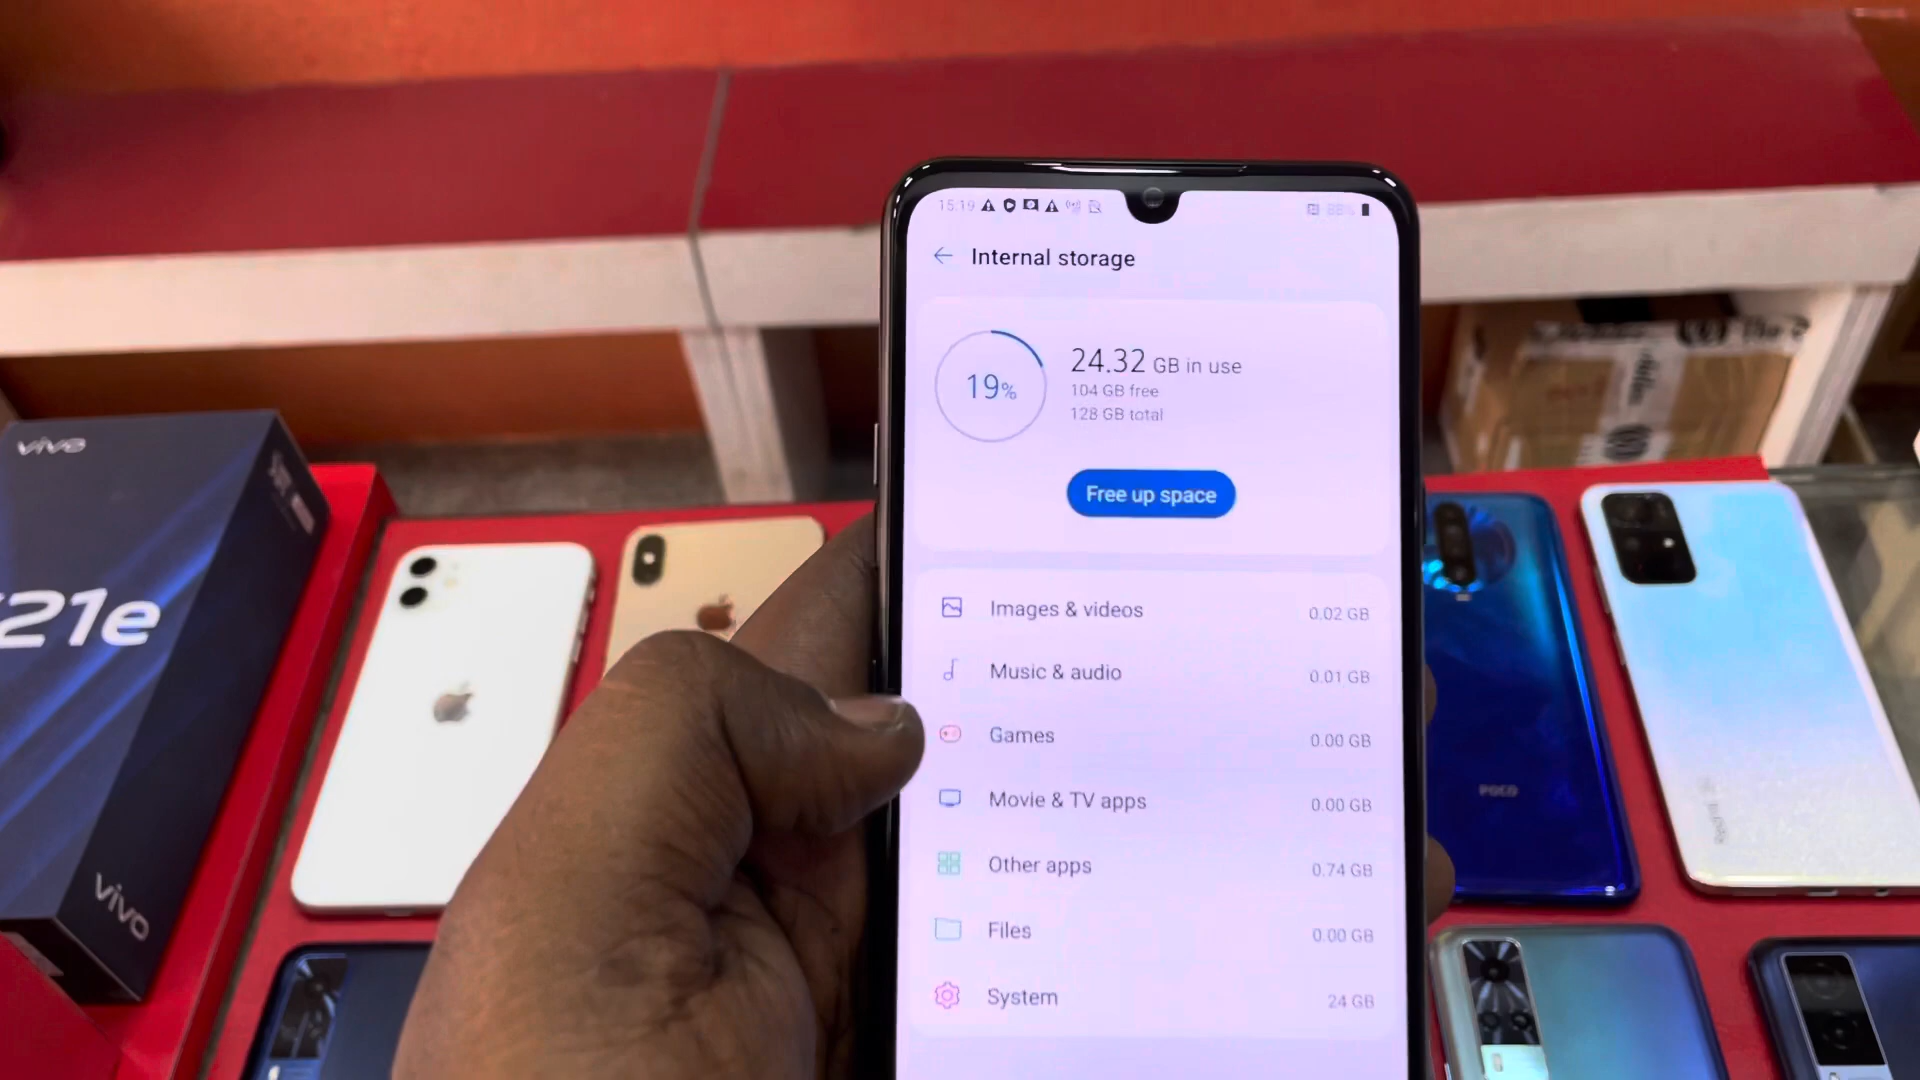 15:19
Internal storage
19%
24.32 GB in use
104 GB free
128 GB total
Free up space
Images & videos 0.02 GB
Music & audio 0.01 GB
Games 0.00 GB
Movie & TV apps 0.00 GB
Other apps 0.74 GB
Files 0.00 GB
System 24 GB
vivo
21e
vivo
POCO